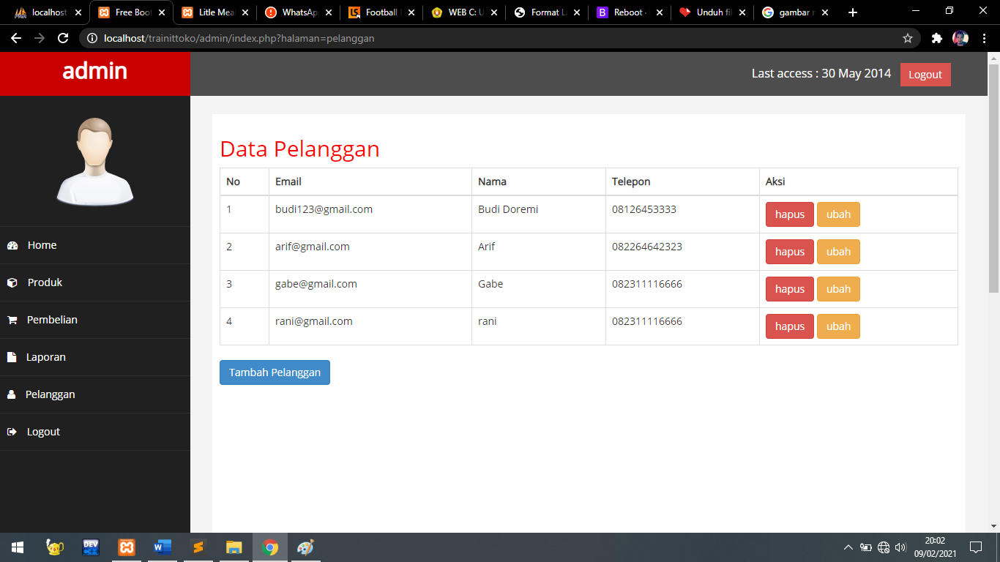 localhost
Free Boot
Litle Mea
WhatsAp
Football
WEB C: U
Format La
Reboot ·
Unduh fil
gambar
localhost/trainittoko/admin/index.php?halaman=pelanggan
admin
Last access : 30 May 2014 Logout
Data Pelanggan
No Email Nama Telepon Aksi
1 budi123@gmail.com Budi Doremi 08126453333 hapus ubah
2 arif@gmail.com Arif 082264642323 hapus ubah
3 gabe@gmail.com Gabe 082311116666 hapus ubah
4 rani@gmail.com rani 082311116666 hapus ubah
Tambah Pelanggan
Home
Produk
Pembelian
Laporan
Pelanggan
Logout
DEV
20:02
09/02/2021